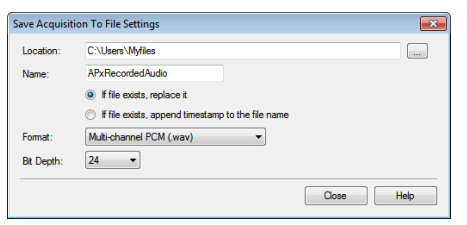 Save Acquisition To File Settings
Location: C:\Users\Myfiles ...
Name: APxRecordedAudio
If file exists, replace it
If file exists, append timestamp to the file name
Format: Multi-channel PCM (.wav)
Bit Depth: 24
Close Help